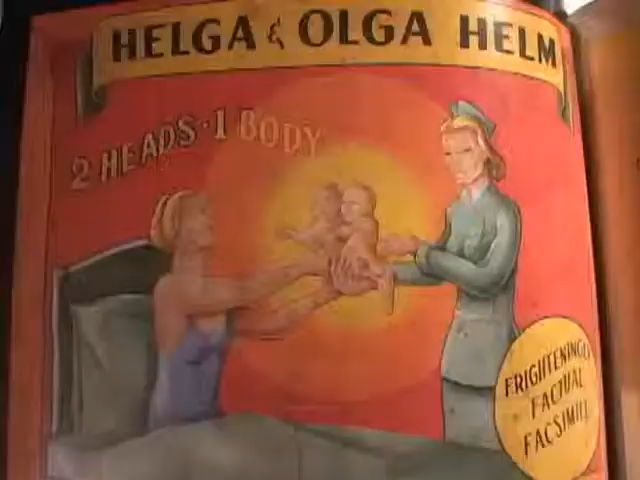 HELGA & OLGA HELM
2 HEADS·1 BODY
FRIGHTENING
FACTUAL
FACSIMILE